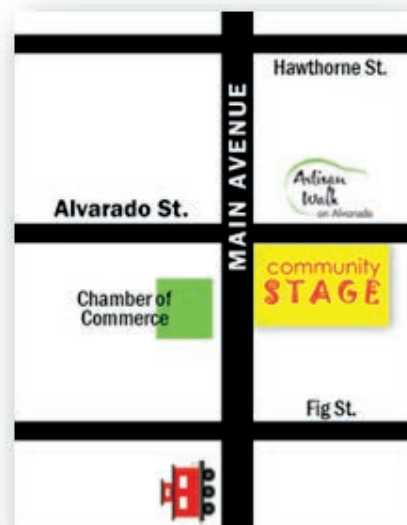 Hawthorne St.
MAIN AVENUE
Artisan
Walk
on Alvarado
Alvarado St.
community
STAGE
Chamber of
Commerce
Fig St.